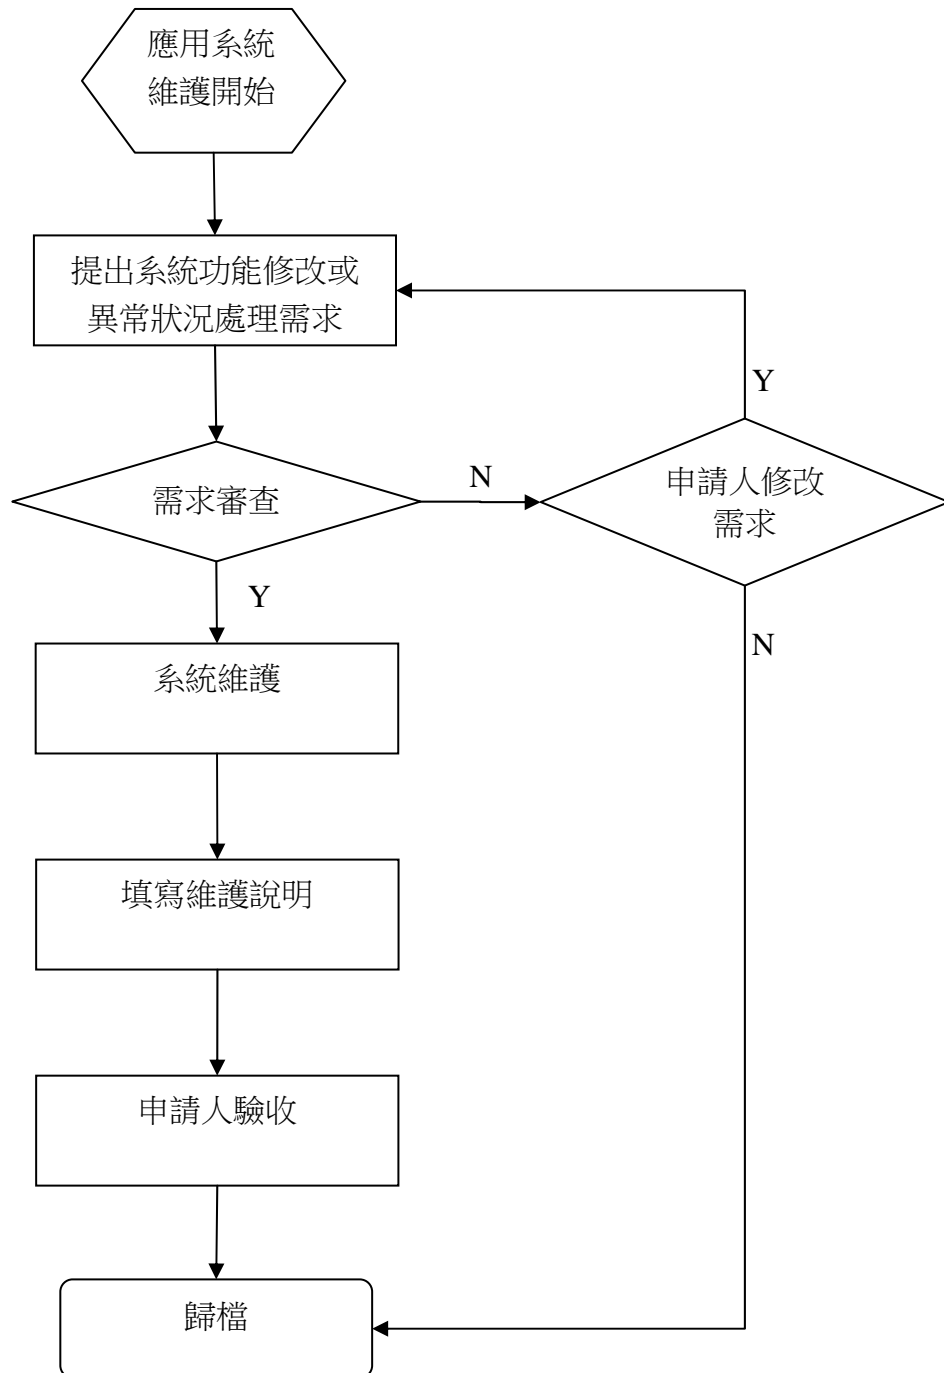 應用系統
維護開始
提出系統功能修改或
異常狀況處理需求
Y
需求審查
N
申請人修改
需求
Y
N
系統維護
填寫維護說明
申請人驗收
歸檔